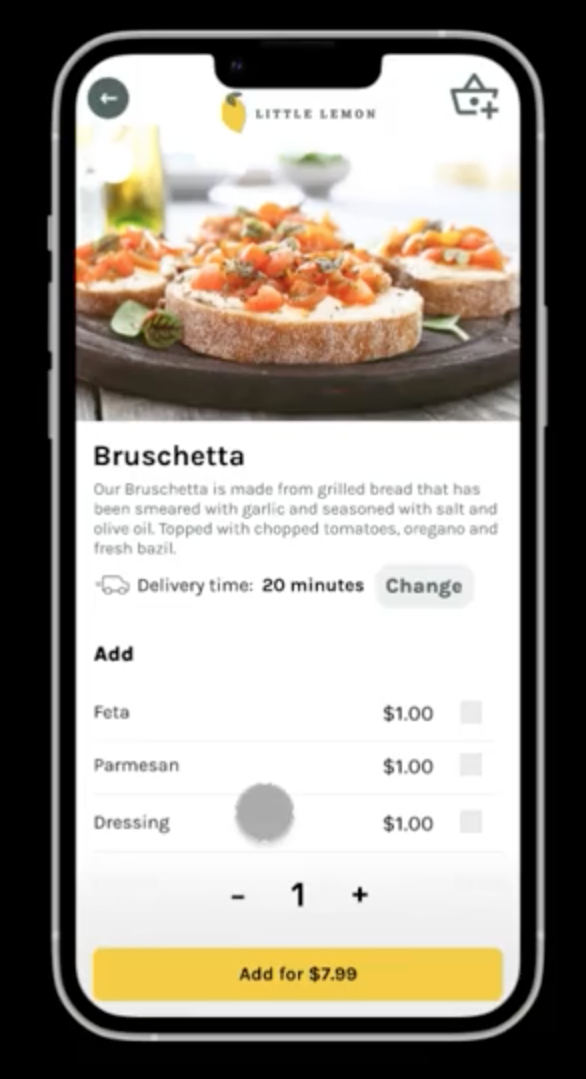 LITTLE LEMON
Bruschetta
Our Bruschetta is made from grilled bread that has
been smeared with garlic and seasoned with salt and
olive oil. Topped with chopped tomatoes, oregano and
fresh bazil.
Delivery time: 20 minutes Change
Add
Feta $1.00
Parmesan $1.00
Dressing $1.00
- 1 +
Add for $7.99